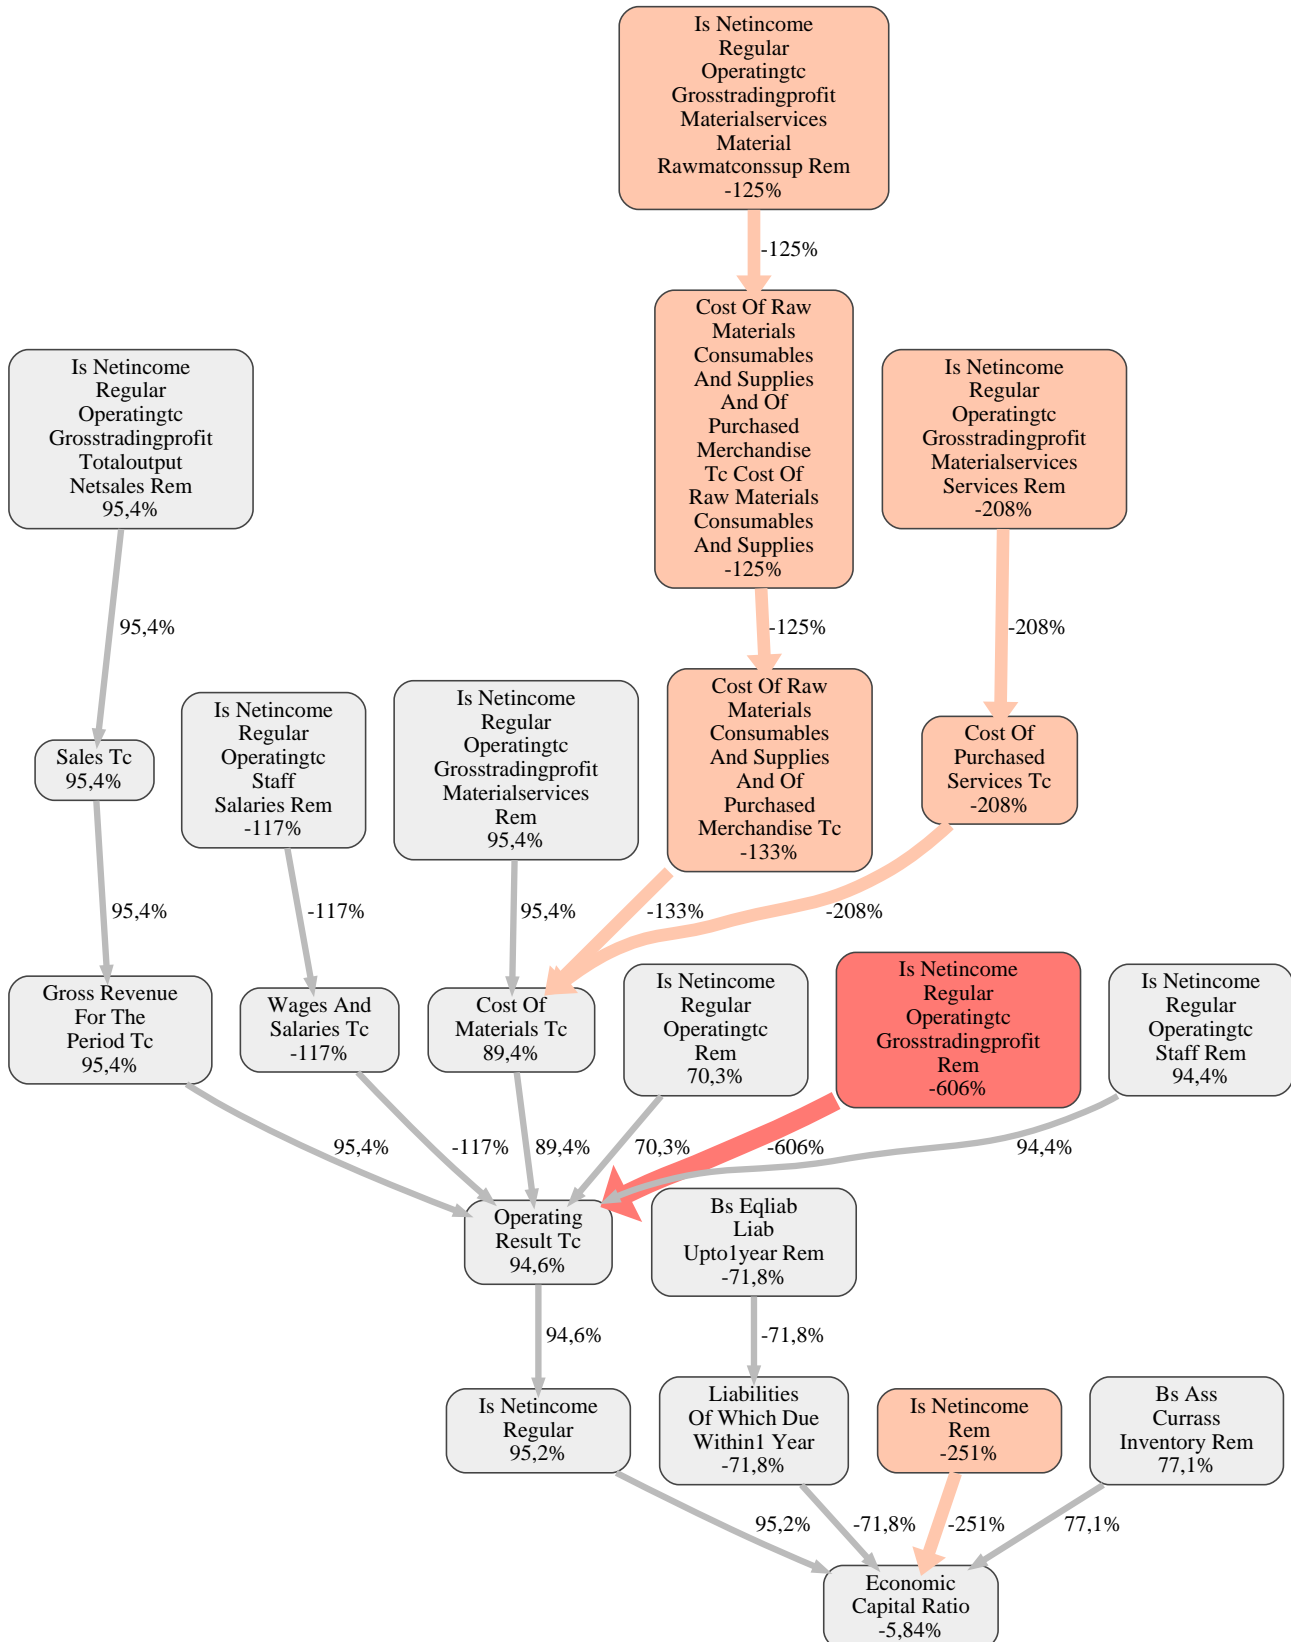 Is Netincome
Regular
Operatingtc
Grosstradingprofit
Materialservices
Material
Rawmatconssup Rem
-125%
-125%
Cost Of Raw
Materials
Consumables
And Supplies
And Of
Purchased
Merchandise
Tc Cost Of
Raw Materials
Consumables
And Supplies
-125%
Is Netincome
Regular
Operatingtc
Grosstradingprofit
Totaloutput
Netsales Rem
95,4%
Is Netincome
Regular
Operatingtc
Grosstradingprofit
Materialservices
Services Rem
-208%
95,4%
-125%
-208%
Sales Tc
95,4%
Is Netincome
Regular
Operatingtc
Staff
Salaries Rem
-117%
Is Netincome
Regular
Operatingtc
Grosstradingprofit
Materialservices
Rem
95,4%
Cost Of Raw
Materials
Consumables
And Supplies
And Of
Purchased
Merchandise Tc
-133%
Cost Of
Purchased
Services Tc
-208%
95,4%
-117%
95,4%
-133%
-208%
Gross Revenue
For The
Period Tc
95,4%
Wages And
Salaries Tc
-117%
Cost Of
Materials Tc
89,4%
Is Netincome
Regular
Operatingtc
Rem
70,3%
Is Netincome
Regular
Operatingtc
Grosstradingprofit
Rem
-606%
Is Netincome
Regular
Operatingtc
Staff Rem
94,4%
95,4%
-117%
89,4%
70,3%
-606%
94,4%
Operating
Result Tc
94,6%
Bs Eqliab
Liab
Upto1year Rem
-71,8%
94,6%
-71,8%
Is Netincome
Regular
95,2%
Liabilities
Of Which Due
Within1 Year
-71,8%
Is Netincome
Rem
-251%
Bs Ass
Currass
Inventory Rem
77,1%
95,2%
-71,8%
-251%
77,1%
Economic
Capital Ratio
-5,84%